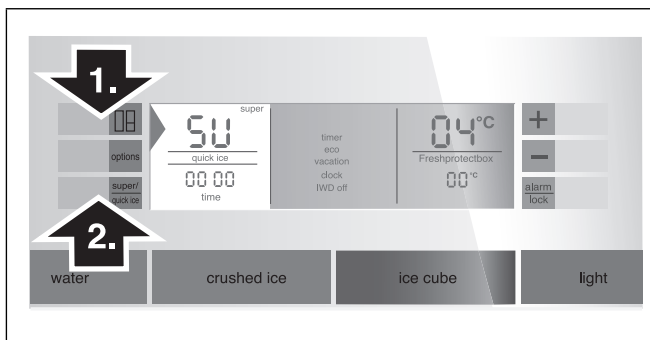 1.
super
SU
quick ice
00 00
time
timer
eco
vacation
clock
IWD off
04°C
Freshprotectbox
00°C
+
options
−
super/
quick ice
alarm
lock
2.
water
crushed ice
ice cube
light